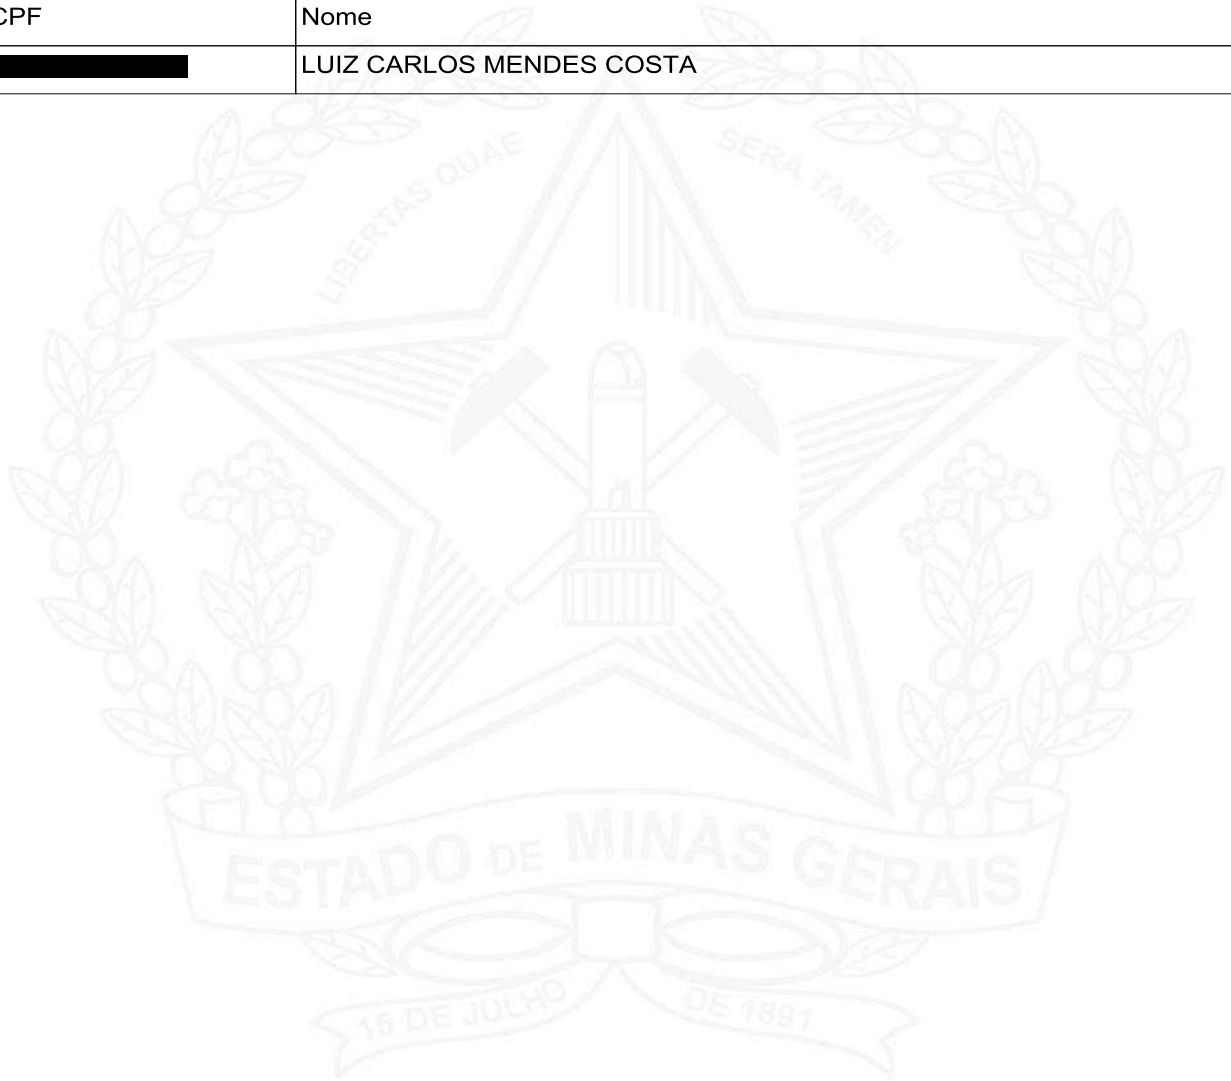 CPF Nome
LUIZ CARLOS MENDES COSTA
LIBERTAS QUAE SERA TAMEN
ESTADO DE MINAS GERAIS
15 DE JULHO DE 1891